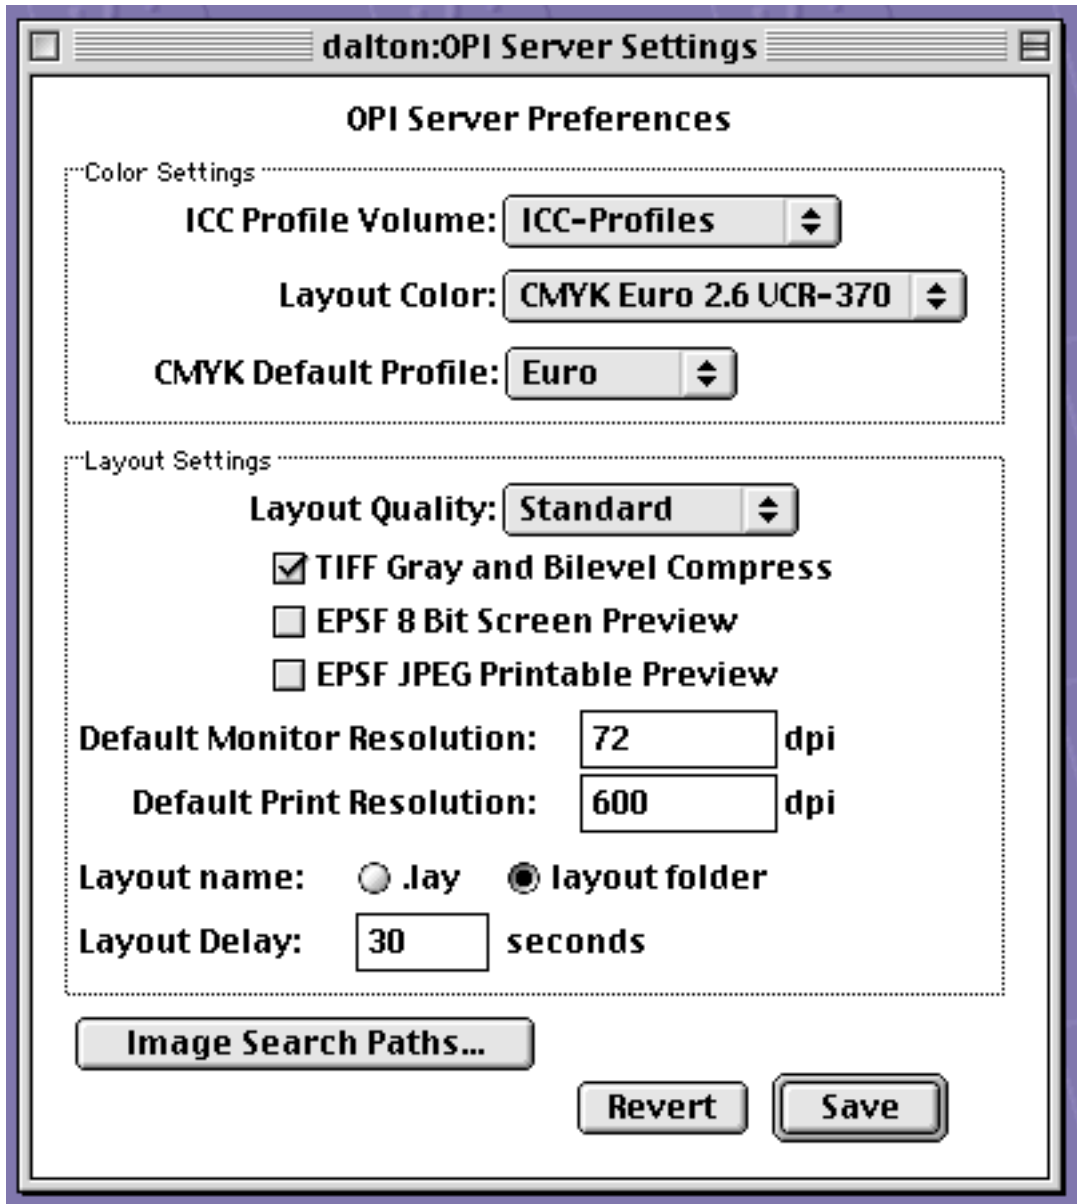 dalton:OPI Server Settings
OPI Server Preferences
Color Settings
ICC Profile Volume: ICC-Profiles
Layout Color: CMYK Euro 2.6 UCR-370
CMYK Default Profile: Euro
Layout Settings
Layout Quality: Standard
TIFF Gray and Bilevel Compress
EPSF 8 Bit Screen Preview
EPSF JPEG Printable Preview
Default Monitor Resolution: 72 dpi
Default Print Resolution: 600 dpi
Layout name: .lay layout folder
Layout Delay: 30 seconds
Image Search Paths...
Revert Save